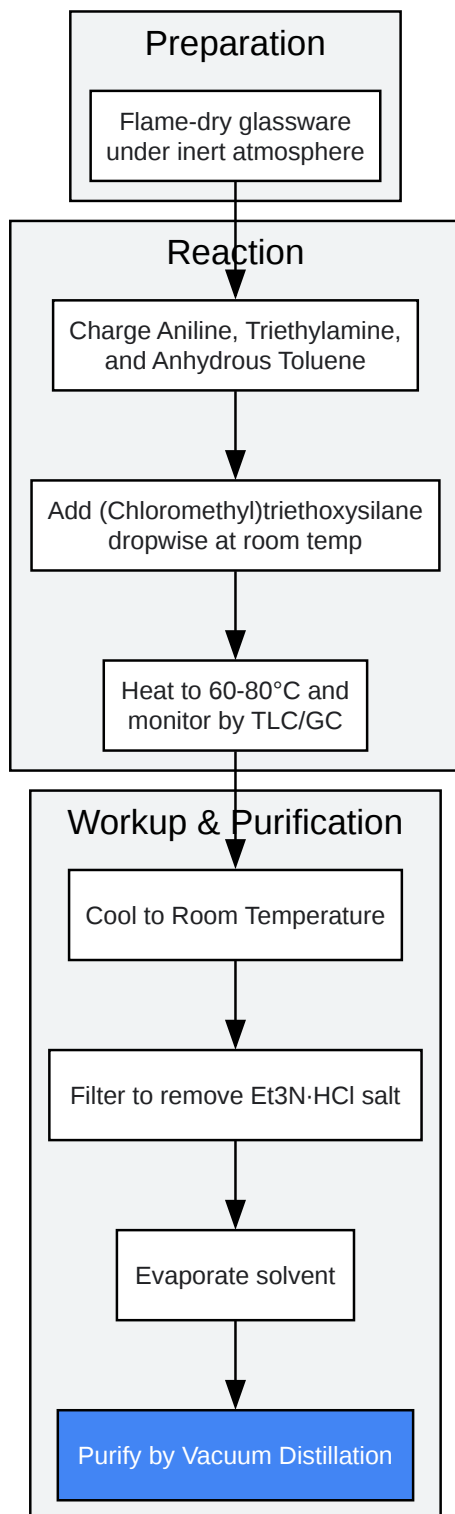 Preparation
Flame-dry glassware
under inert atmosphere
Reaction
Charge Aniline, Triethylamine,
and Anhydrous Toluene
Add (Chloromethyl)triethoxysilane
dropwise at room temp
Heat to 60-80°C and
monitor by TLC/GC
Workup & Purification
Cool to Room Temperature
Filter to remove Et3N·HCl salt
Evaporate solvent
Purify by Vacuum Distillation